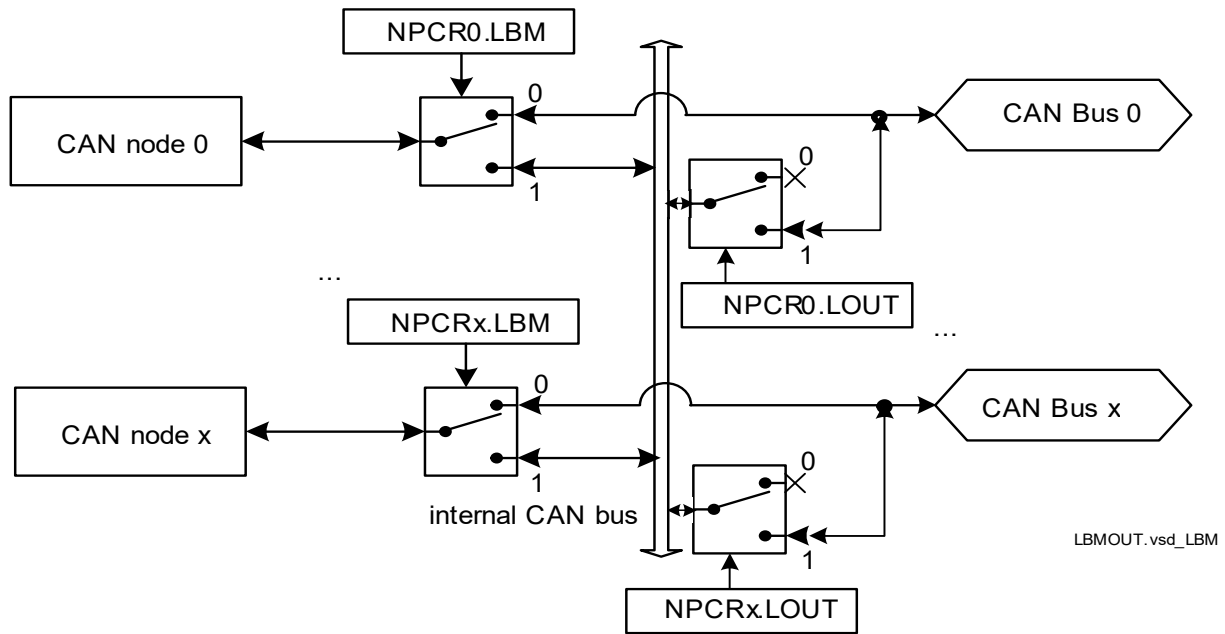 NPCR0.LBM
0
CAN node 0
CAN Bus 0
1
0
1
...
NPCR0.LOUT
NPCRx.LBM
...
0
CAN node x
CAN Bus x
0
1
internal CAN bus
1
LBMOUT.vsd_LBM
NPCRx.LOUT